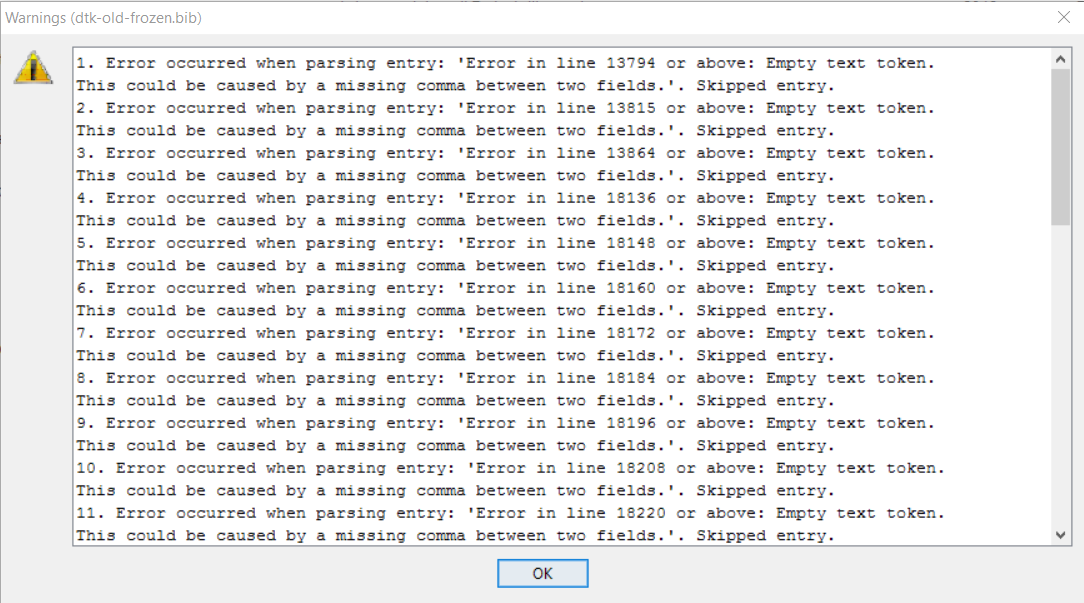 Warnings (dtk-old-frozen.bib)
1. Error occurred when parsing entry: 'Error in line 13794 or above: Empty text token.
This could be caused by a missing comma between two fields.'. Skipped entry.
2. Error occurred when parsing entry: 'Error in line 13815 or above: Empty text token.
This could be caused by a missing comma between two fields.'. Skipped entry.
3. Error occurred when parsing entry: 'Error in line 13864 or above: Empty text token.
This could be caused by a missing comma between two fields.'. Skipped entry.
4. Error occurred when parsing entry: 'Error in line 18136 or above: Empty text token.
This could be caused by a missing comma between two fields.'. Skipped entry.
5. Error occurred when parsing entry: 'Error in line 18148 or above: Empty text token.
This could be caused by a missing comma between two fields.'. Skipped entry.
6. Error occurred when parsing entry: 'Error in line 18160 or above: Empty text token.
This could be caused by a missing comma between two fields.'. Skipped entry.
7. Error occurred when parsing entry: 'Error in line 18172 or above: Empty text token.
This could be caused by a missing comma between two fields.'. Skipped entry.
8. Error occurred when parsing entry: 'Error in line 18184 or above: Empty text token.
This could be caused by a missing comma between two fields.'. Skipped entry.
9. Error occurred when parsing entry: 'Error in line 18196 or above: Empty text token.
This could be caused by a missing comma between two fields.'. Skipped entry.
10. Error occurred when parsing entry: 'Error in line 18208 or above: Empty text token.
This could be caused by a missing comma between two fields.'. Skipped entry.
11. Error occurred when parsing entry: 'Error in line 18220 or above: Empty text token.
This could be caused by a missing comma between two fields.'. Skipped entry.
OK